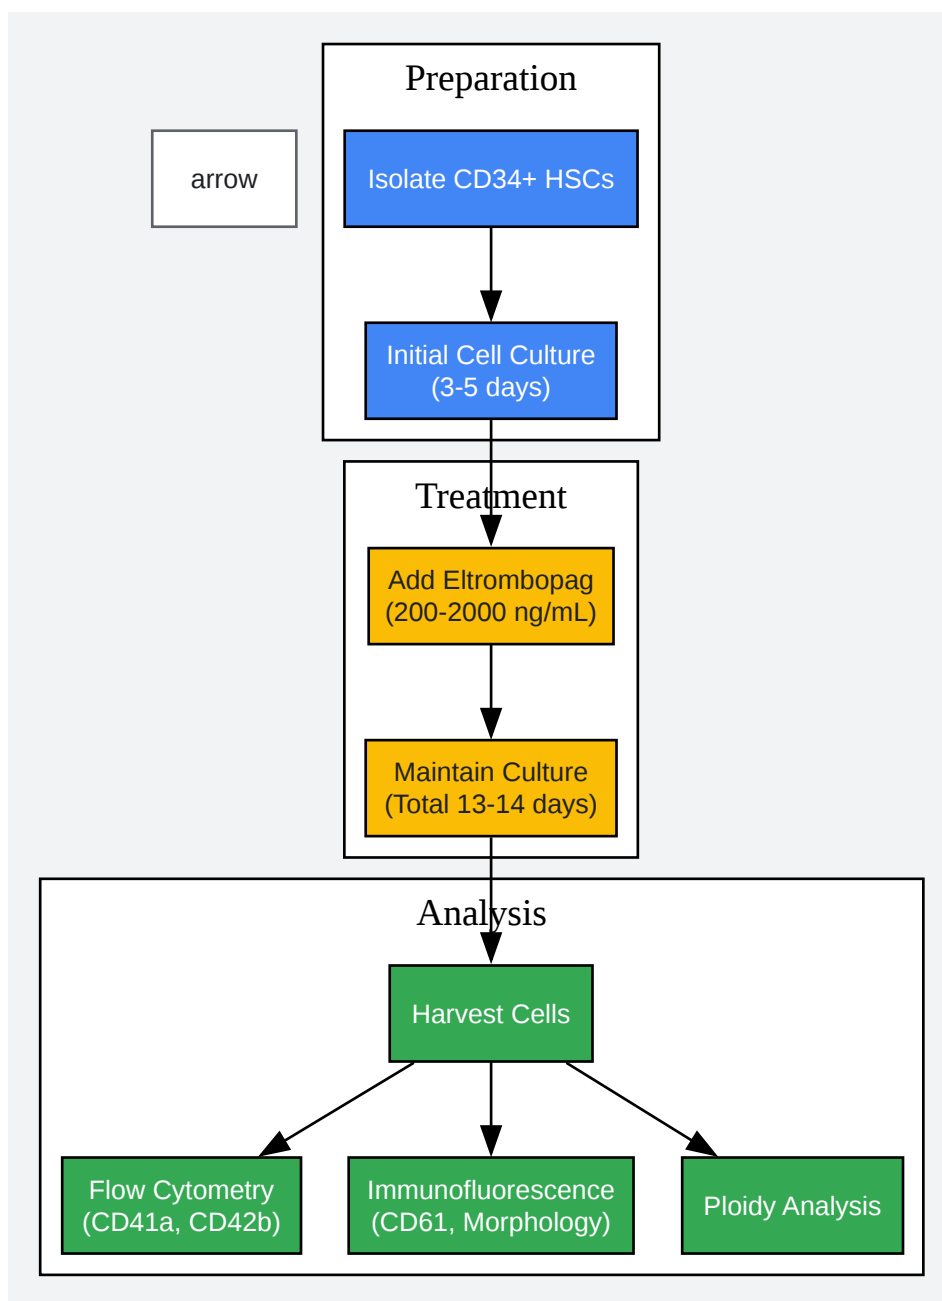 Preparation
arrow
Isolate CD34+ HSCs
Initial Cell Culture
(3-5 days)
Treatment
Add Eltrombopag
(200-2000 ng/mL)
Maintain Culture
(Total 13-14 days)
Analysis
Harvest Cells
Flow Cytometry
(CD41a, CD42b)
Immunofluorescence
(CD61, Morphology)
Ploidy Analysis